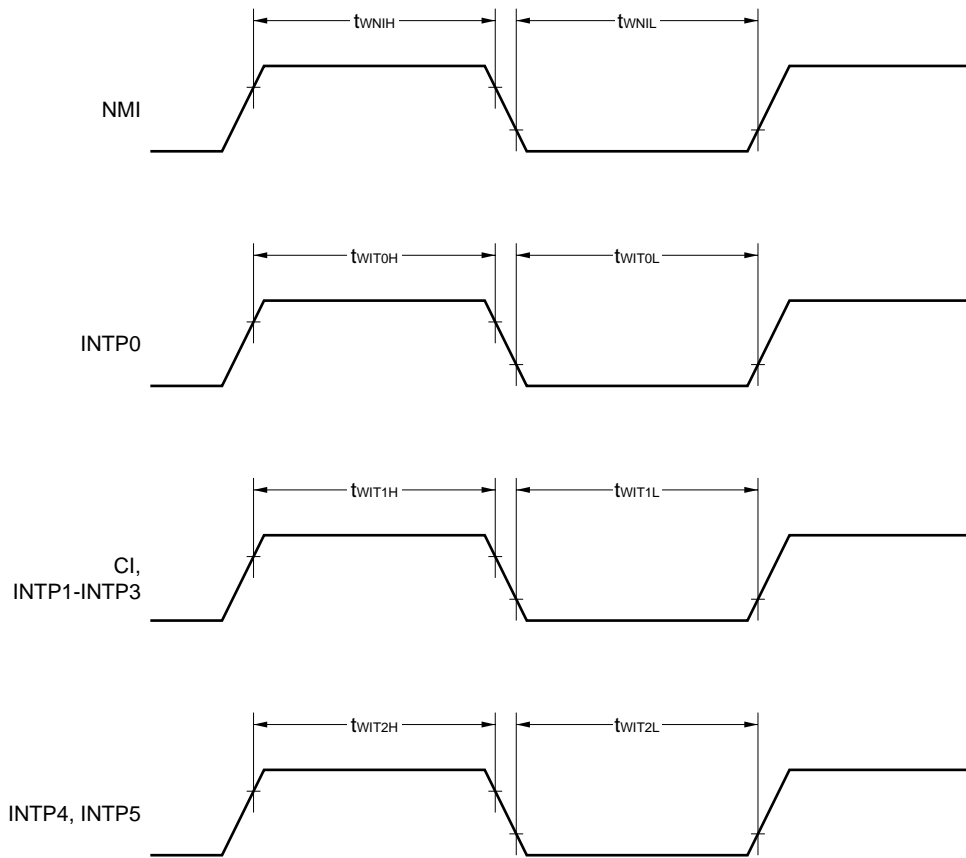 tWNIH
tWNIL
NMI
tWIT0H
tWIT0L
INTP0
tWIT1H
tWIT1L
CI,
INTP1-INTP3
tWIT2H
tWIT2L
INTP4, INTP5